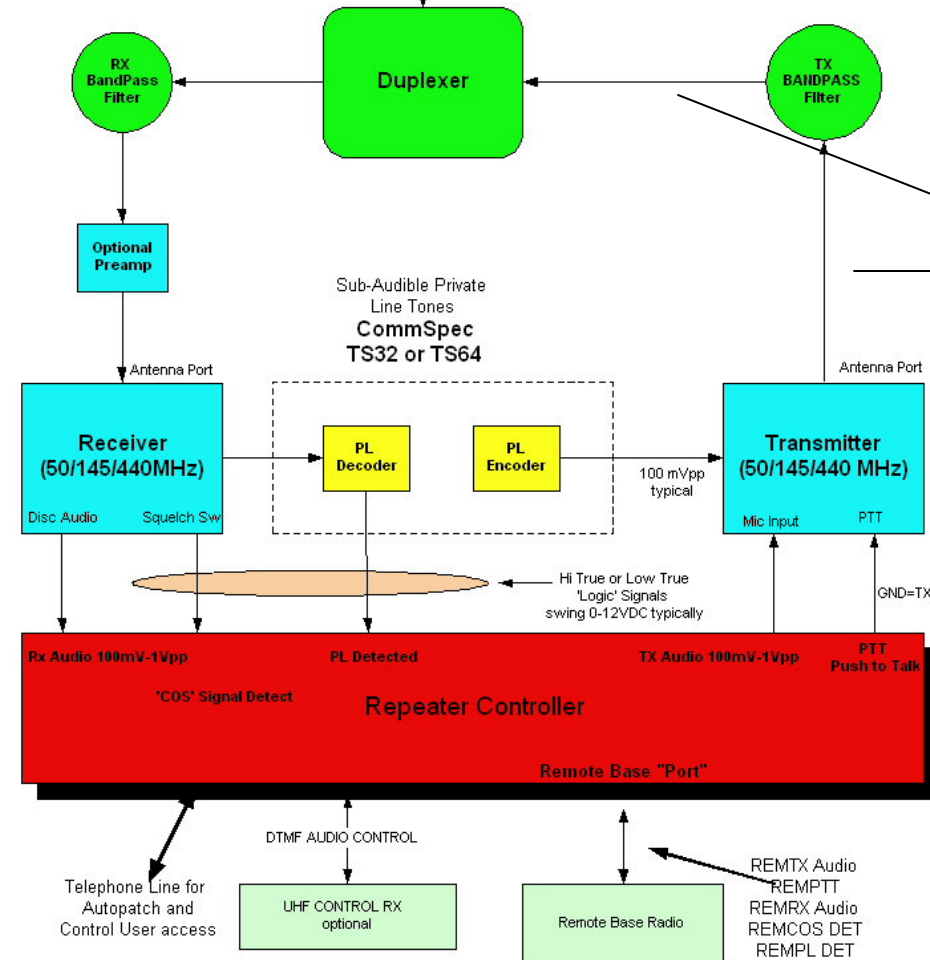 RX
BandPass
Filter
Duplexer
TX
BANDPASS
FIlter
Optional
Preamp
Sub-Audible Private
Line Tones
CommSpec
TS32 or TS64
Antenna Port
Antenna Port
Receiver
(50/145/440MHz)
Disc Audio
Squelch Sw
PL
Decoder
PL
Encoder
100 mVpp
typical
Transmitter
(50/145/440 MHz)
Mic Input
PTT
Hi True or Low True
'Logic' Signals
swing 0-12VDC typically
GND=TX
Rx Audio 100mV-1Vpp
PL Detected
TX Audio 100mV-1Vpp
PTT
Push to Talk
'COS' Signal Detect
Repeater Controller
Remote Base "Port"
DTMF AUDIO CONTROL
Telephone Line for
Autopatch and
Control User access
UHF CONTROL RX
optional
Remote Base Radio
REMTX Audio
REMPTT
REMRX Audio
REMCOS DET
REMPL DET